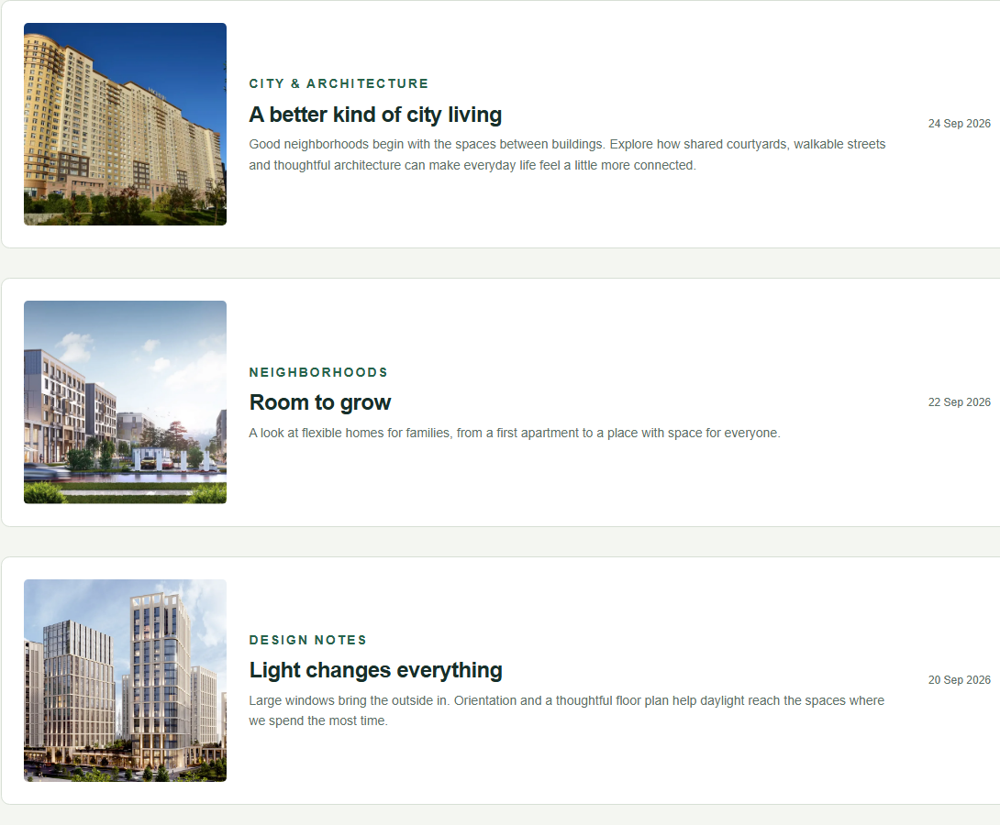 CITY & ARCHITECTURE
A better kind of city living
Good neighborhoods begin with the spaces between buildings. Explore how shared courtyards, walkable streets
and thoughtful architecture can make everyday life feel a little more connected.
24 Sep 2026
NEIGHBORHOODS
Room to grow
A look at flexible homes for families, from a first apartment to a place with space for everyone.
22 Sep 2026
DESIGN NOTES
Light changes everything
Large windows bring the outside in. Orientation and a thoughtful floor plan help daylight reach the spaces where
we spend the most time.
20 Sep 2026